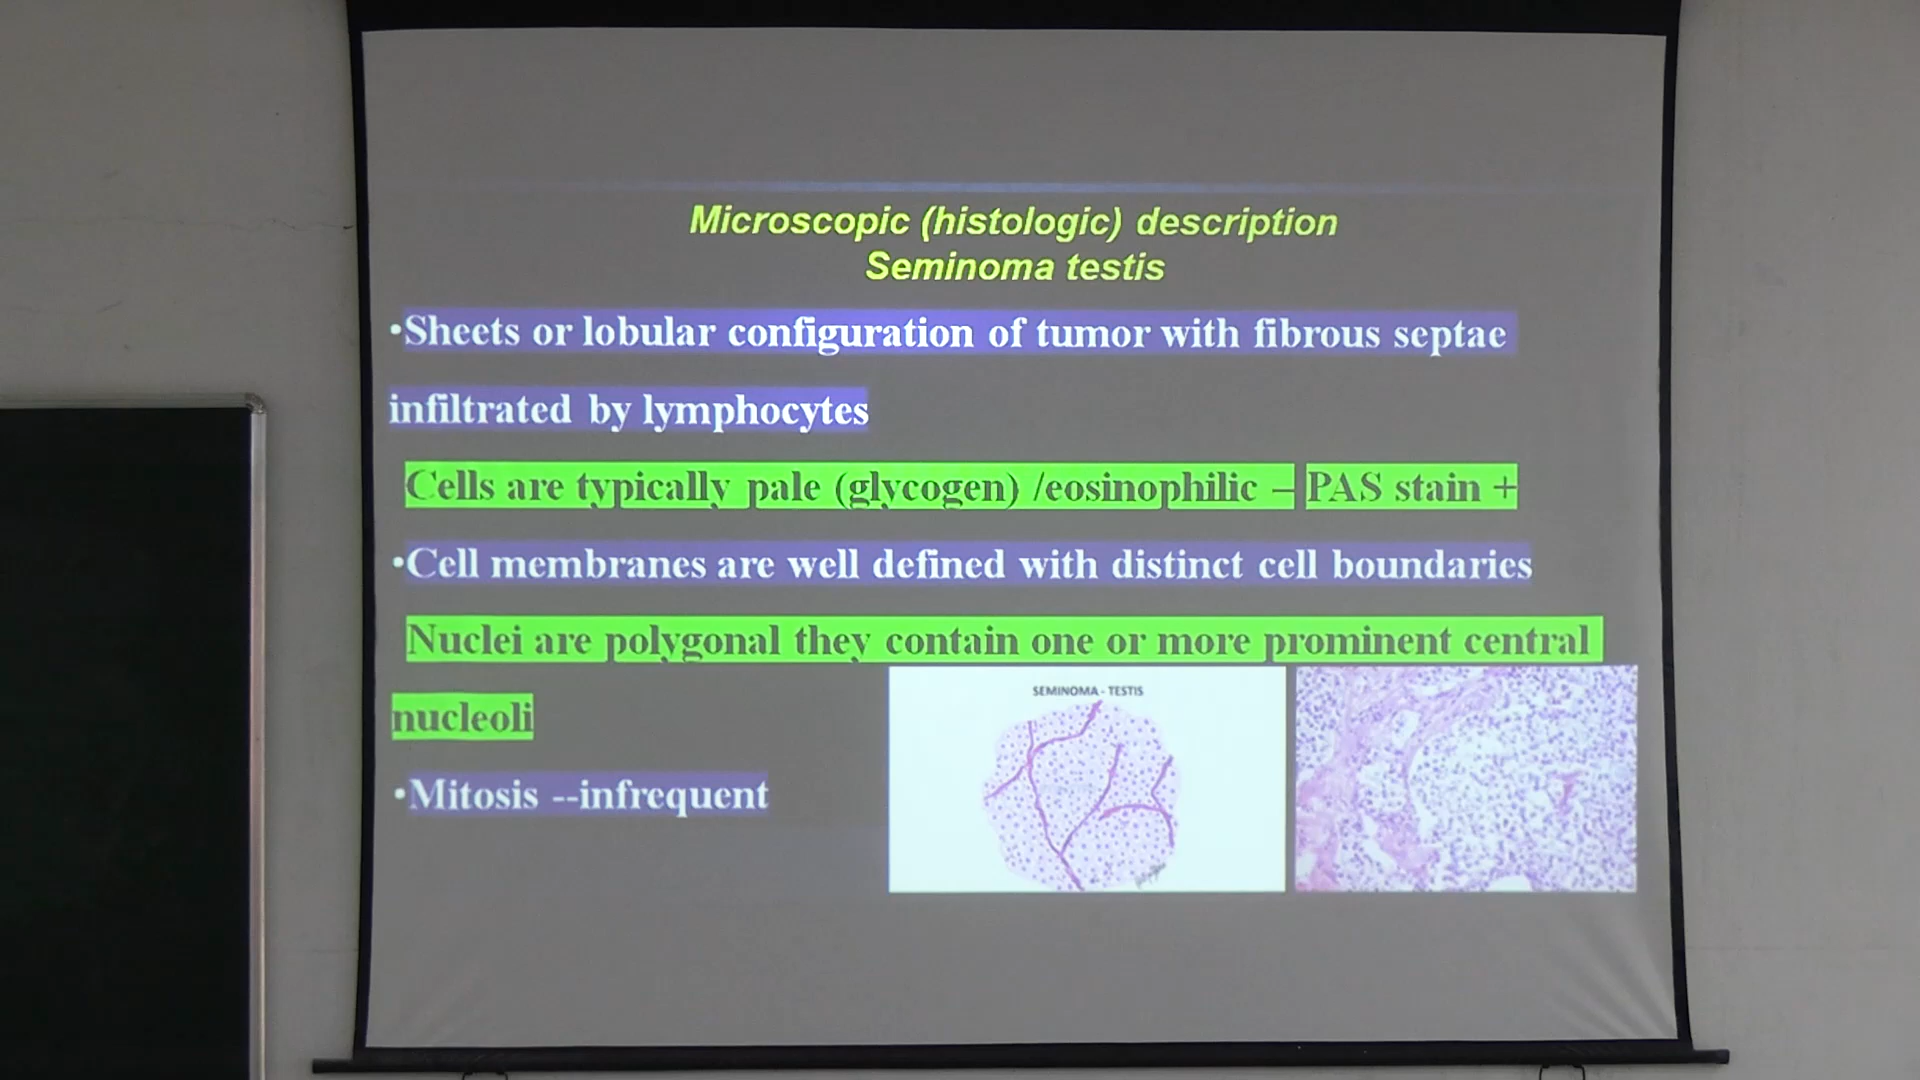 Microscopic (histologic) description
Seminoma testis
•Sheets or lobular configuration of tumor with fibrous septae
infiltrated by lymphocytes
Cells are typically pale (glycogen) /eosinophilic – PAS stain +
•Cell membranes are well defined with distinct cell boundaries
Nuclei are polygonal they contain one or more prominent central
nucleoli
•Mitosis --infrequent
SEMINOMA - TESTIS